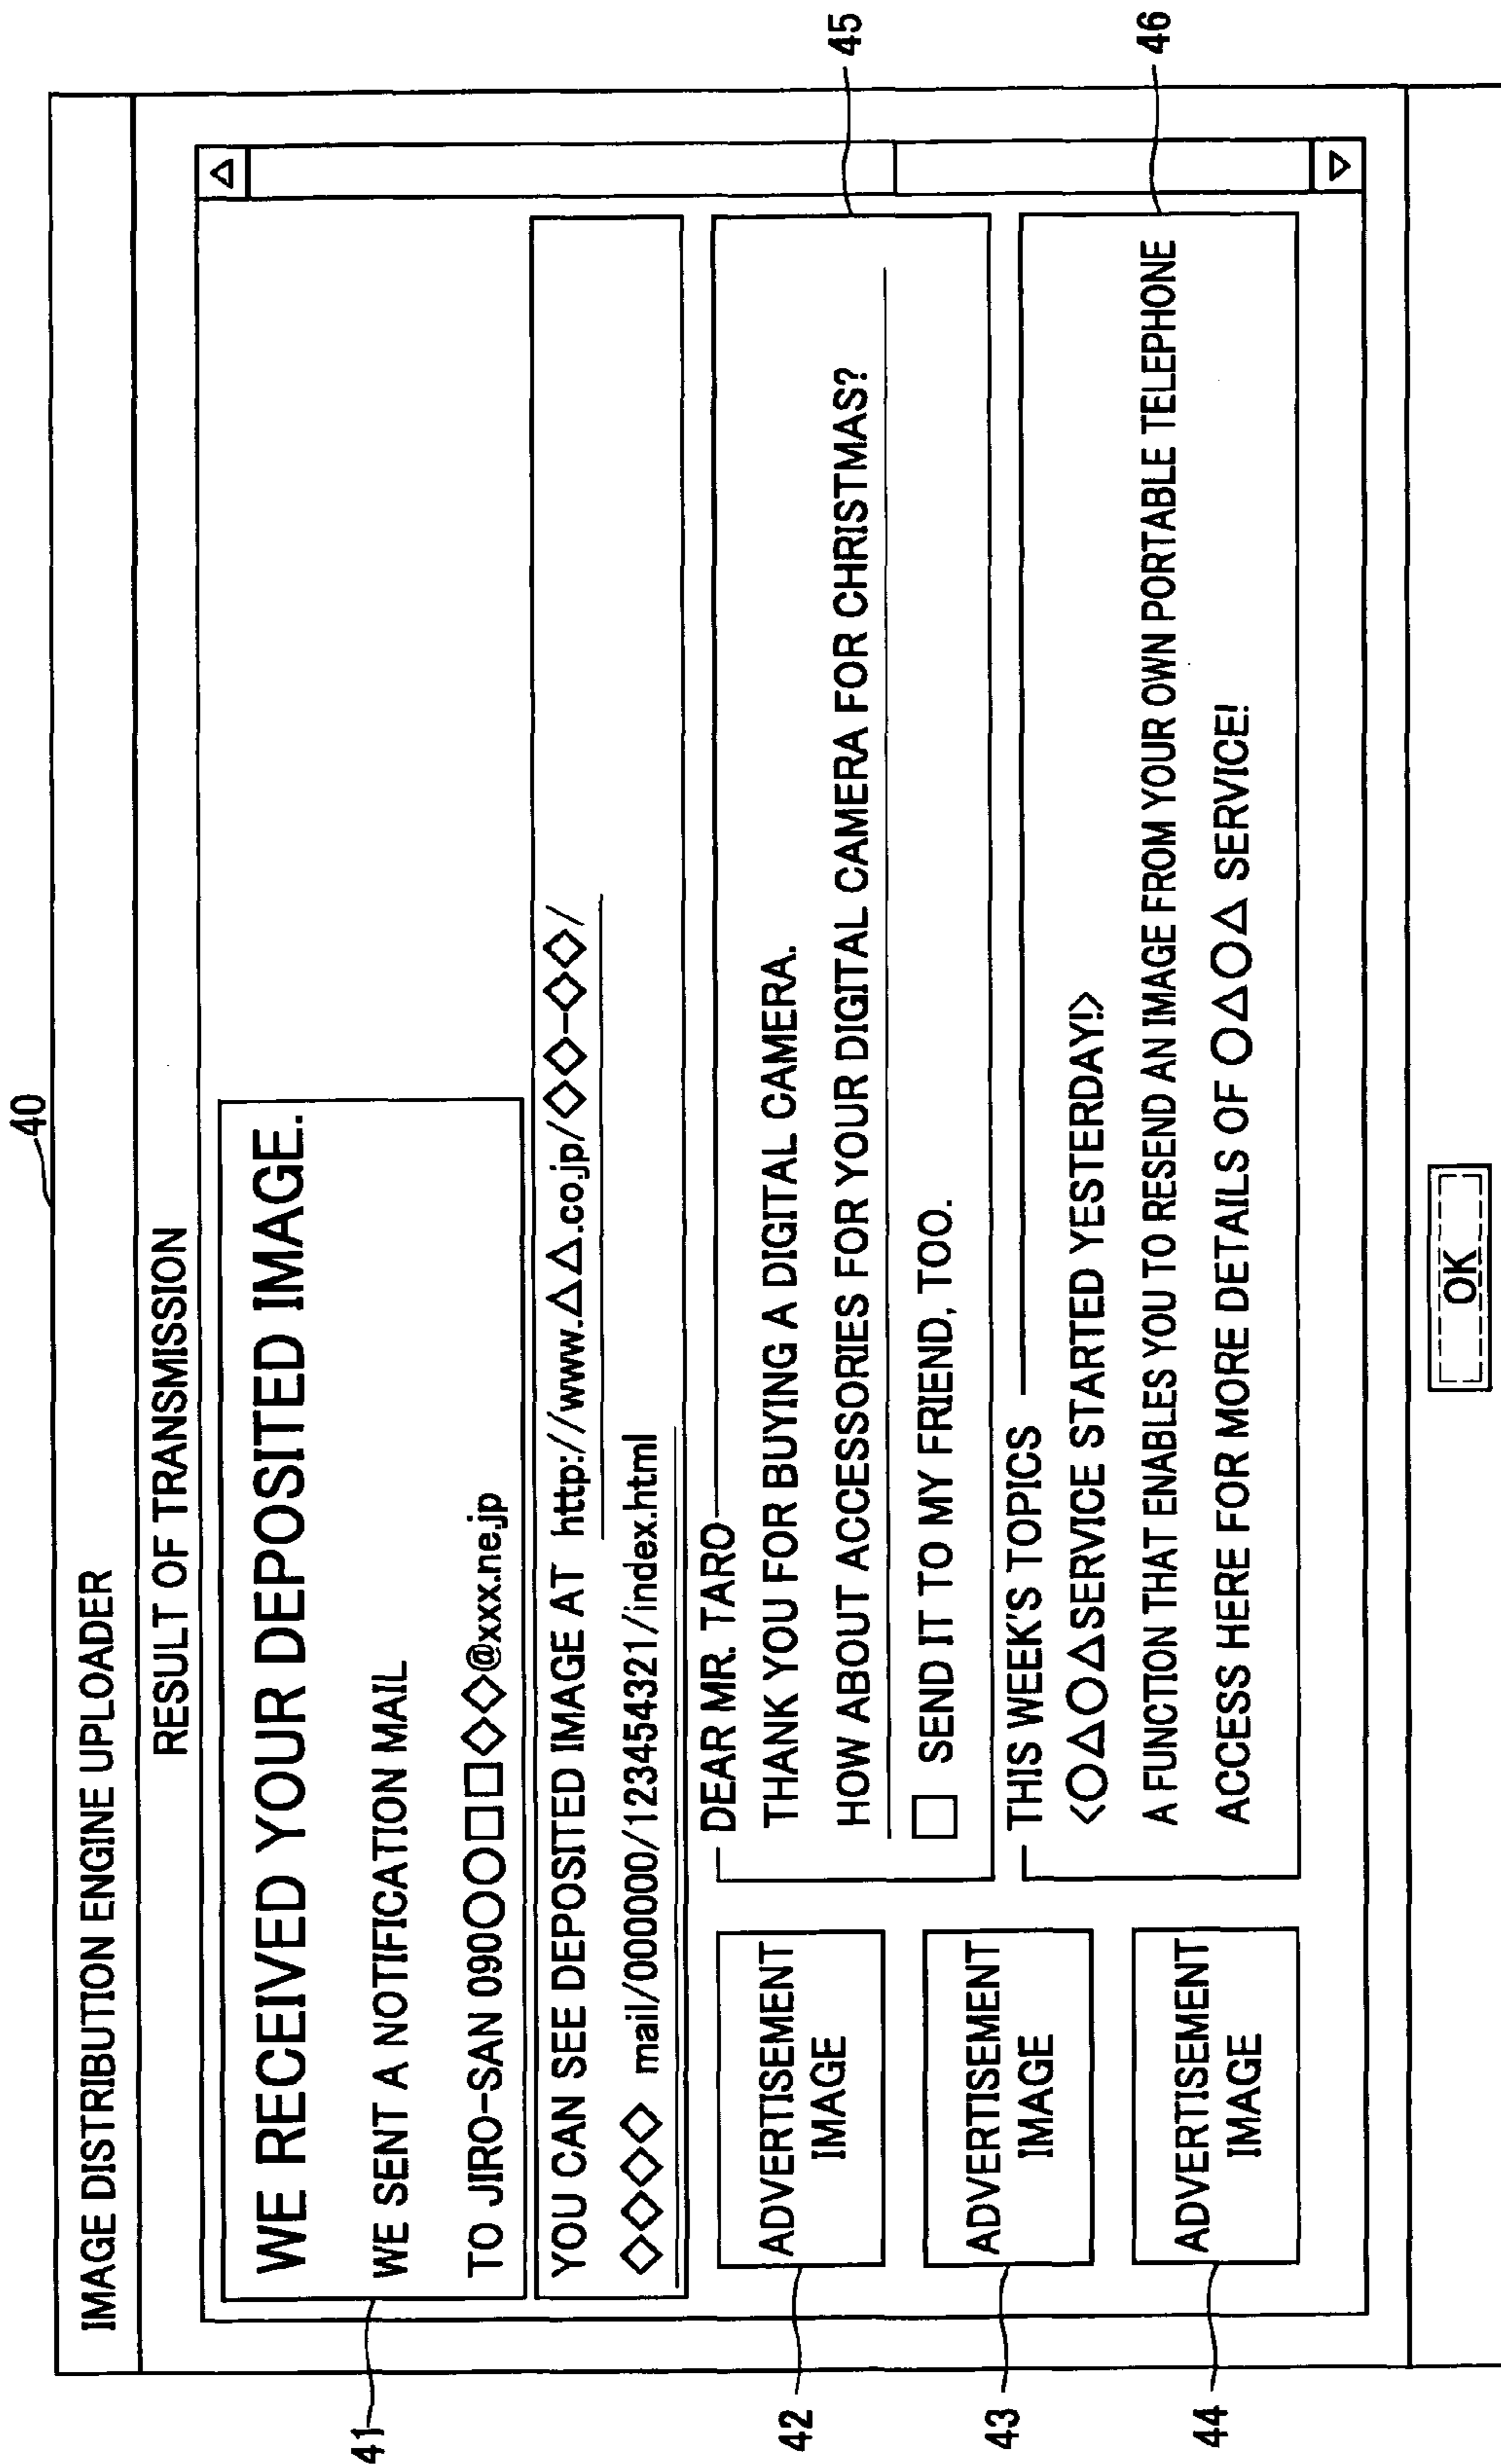 40
IMAGE DISTRIBUTION ENGINE UPLOADER
RESULT OF TRANSMISSION
41
WE RECEIVED YOUR DEPOSITED IMAGE.
WE SENT A NOTIFICATION MAIL
TO JIRO-SAN 090○○□□◇◇@xxx.ne.jp
YOU CAN SEE DEPOSITED IMAGE AT http://www.△△.co.jp/◇◇-◇◇/
◇◇◇◇ mail/000000/123454321/index.html
42
ADVERTISEMENT
IMAGE
43
ADVERTISEMENT
IMAGE
44
ADVERTISEMENT
IMAGE
DEAR MR. TARO
THANK YOU FOR BUYING A DIGITAL CAMERA.
HOW ABOUT ACCESSORIES FOR YOUR DIGITAL CAMERA FOR CHRISTMAS?
□ SEND IT TO MY FRIEND, TOO.
45
THIS WEEK'S TOPICS
<○△○△SERVICE STARTED YESTERDAY!>
A FUNCTION THAT ENABLES YOU TO RESEND AN IMAGE FROM YOUR OWN PORTABLE TELEPHONE
ACCESS HERE FOR MORE DETAILS OF ○△○△ SERVICE!
46
OK